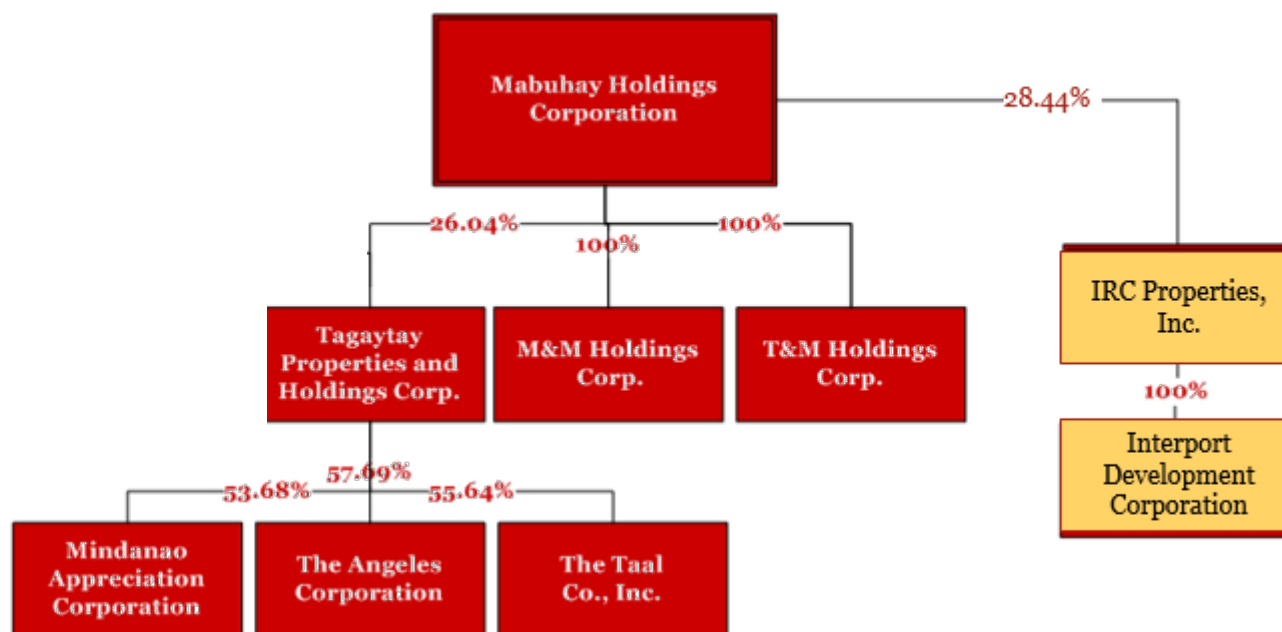 Mabuhay Holdings
Corporation
28.44%
26.04%
100%
100%
IRC Properties,
Inc.
Tagaytay
Properties and
Holdings Corp.
M&M Holdings
Corp.
T&M Holdings
Corp.
100%
Interport
Development
Corporation
53.68%
57.69%
55.64%
Mindanao
Appreciation
Corporation
The Angeles
Corporation
The Taal
Co., Inc.